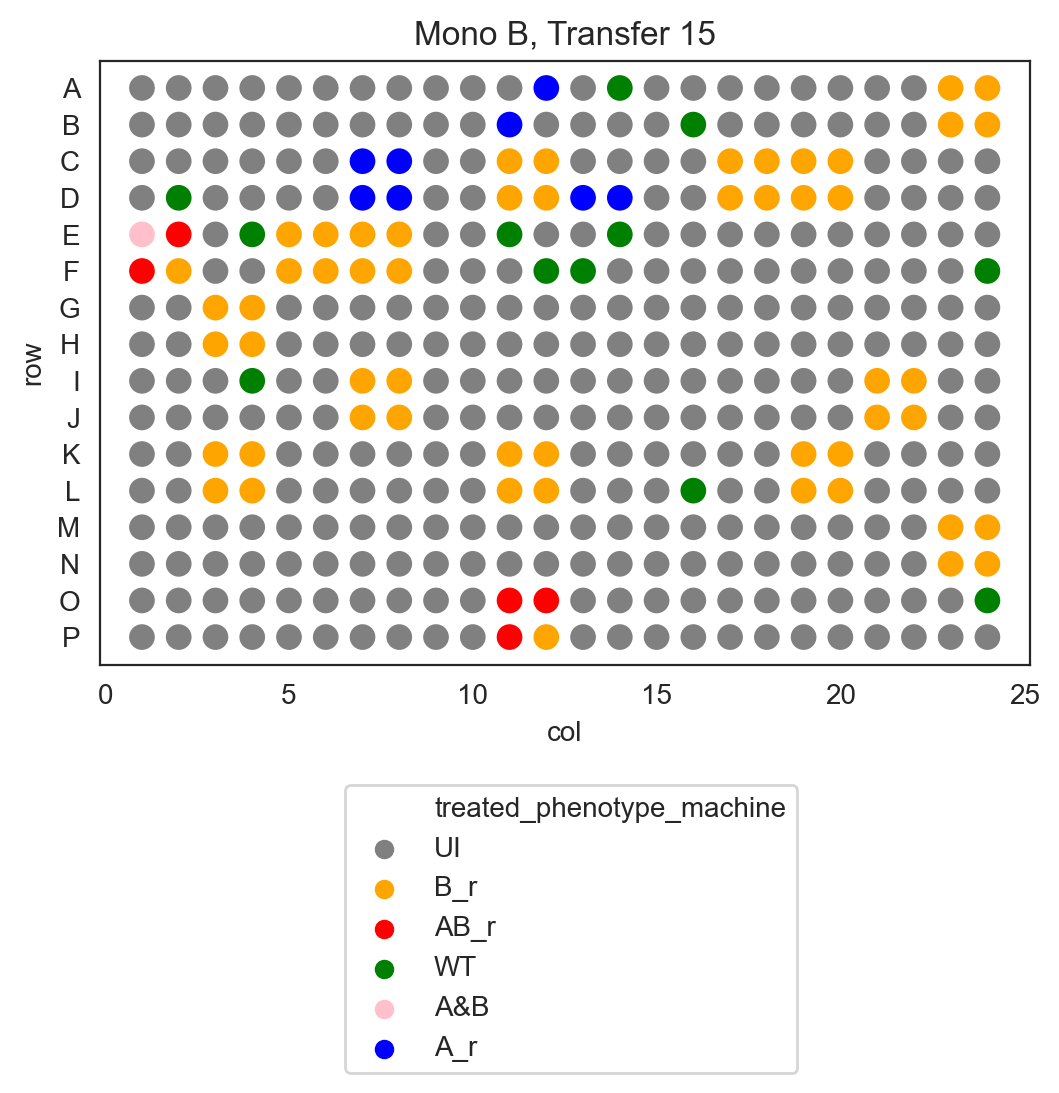 Mono B, Transfer 15
A
B
C
D
E
F
G
H
I
J
K
L
M
N
O
P
row
0 5 10 15 20 25
col
treated_phenotype_machine
UI
B_r
AB_r
WT
A&B
A_r